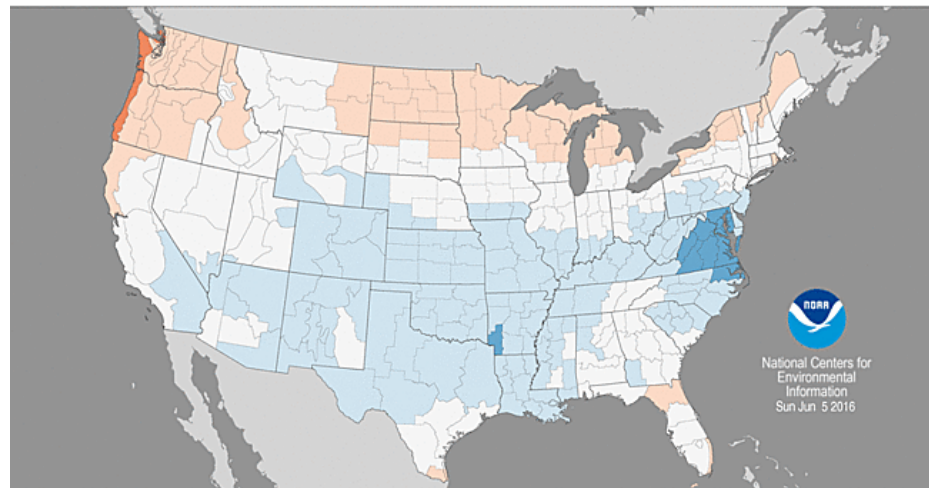 NOAA
National Centers for
Environmental
Information
Sun Jun 5 2016